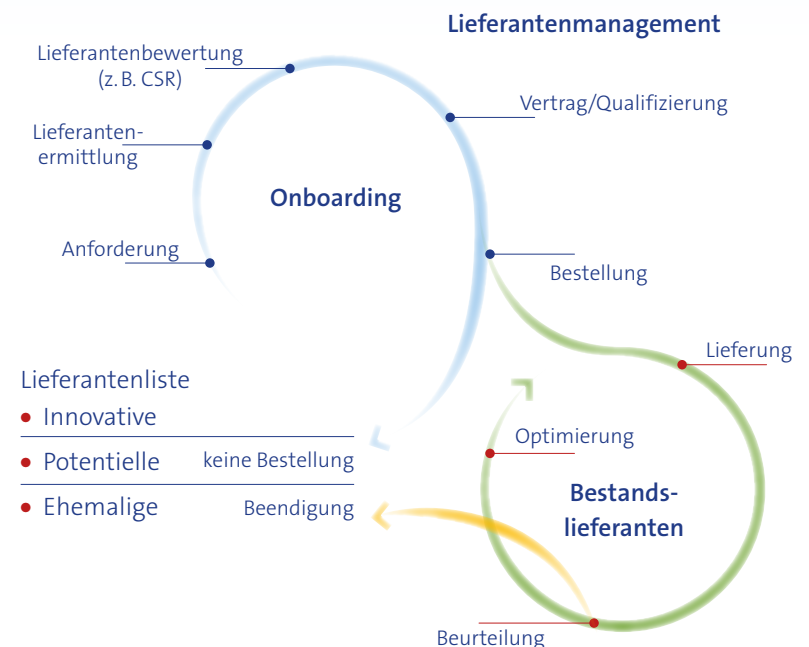 Lieferantenmanagement
Lieferantenbewertung
(z. B. CSR)
Vertrag/Qualifizierung
Lieferanten-
ermittlung
Onboarding
Anforderung
Bestellung
Lieferung
Lieferantenliste
• Innovative
• Potentielle keine Bestellung
• Ehemalige Beendigung
Optimierung
Bestands-
lieferanten
Beurteilung